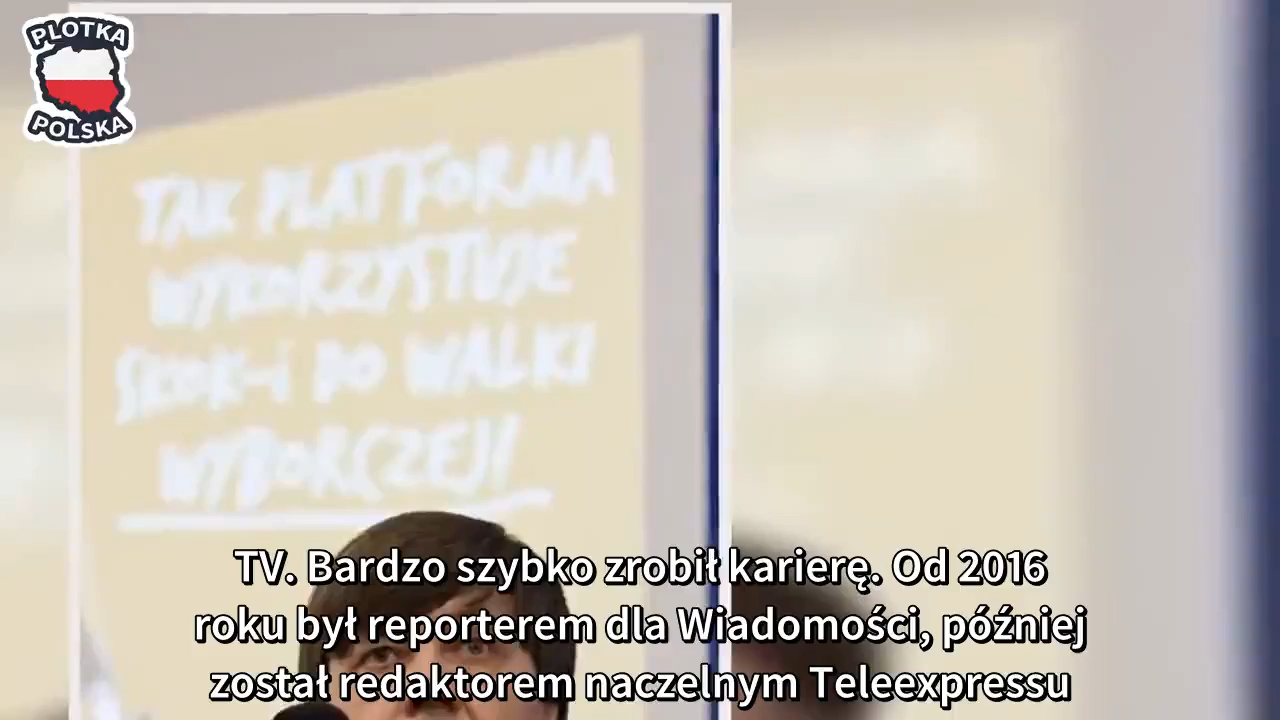 PLOTKA
POLSKA
TAK PLATFORMA
WYKORZYSTUJE
SKOK-i DO WALKI
WYBORCZEJ!
TV. Bardzo szybko zrobił karierę. Od 2016
roku był reporterem dla Wiadomości, później
został redaktorem naczelnym Teleexpressu